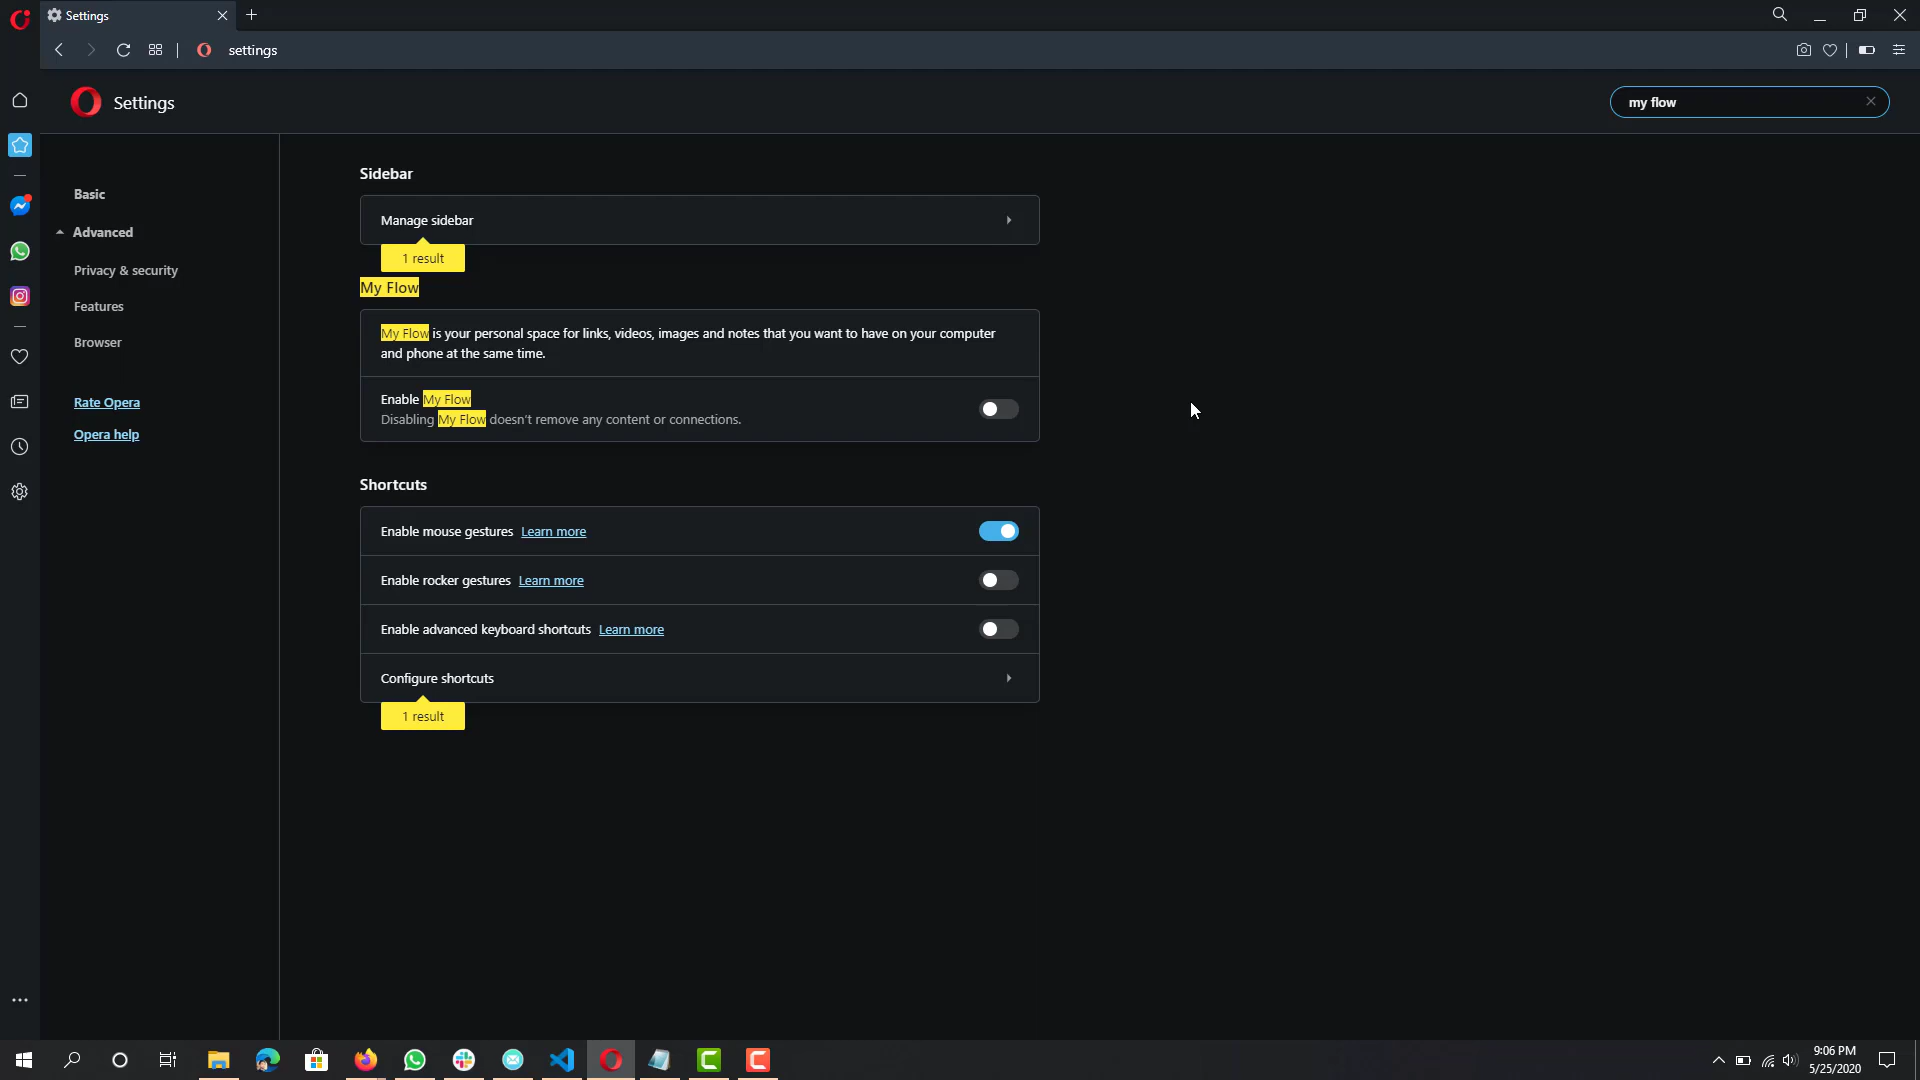 Settings
settings
Settings
my flow
Basic
Advanced
Privacy & security
Features
Browser
Rate Opera
Opera help
Sidebar
Manage sidebar
1 result
My Flow
My Flow is your personal space for links, videos, images and notes that you want to have on your computer
and phone at the same time.
Enable My Flow
Disabling My Flow doesn't remove any content or connections.
Shortcuts
Enable mouse gestures Learn more
Enable rocker gestures Learn more
Enable advanced keyboard shortcuts Learn more
Configure shortcuts
1 result
9:06 PM
5/25/2020